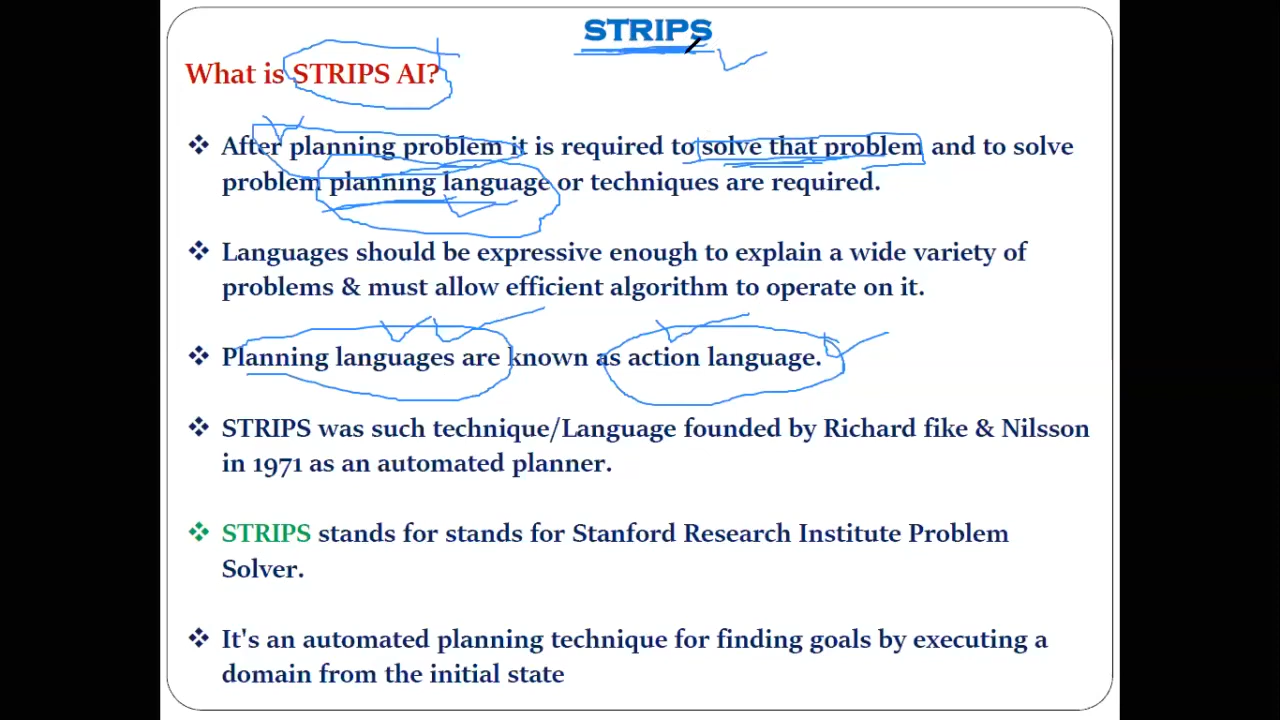 STRIPS
What is STRIPS AI?
❖ After planning problem it is required to solve that problem and to solve
problem planning language or techniques are required.
❖ Languages should be expressive enough to explain a wide variety of
problems & must allow efficient algorithm to operate on it.
❖ Planning languages are known as action language.
❖ STRIPS was such technique/Language founded by Richard fike & Nilsson
in 1971 as an automated planner.
❖ STRIPS stands for stands for Stanford Research Institute Problem
Solver.
❖ It's an automated planning technique for finding goals by executing a
domain from the initial state